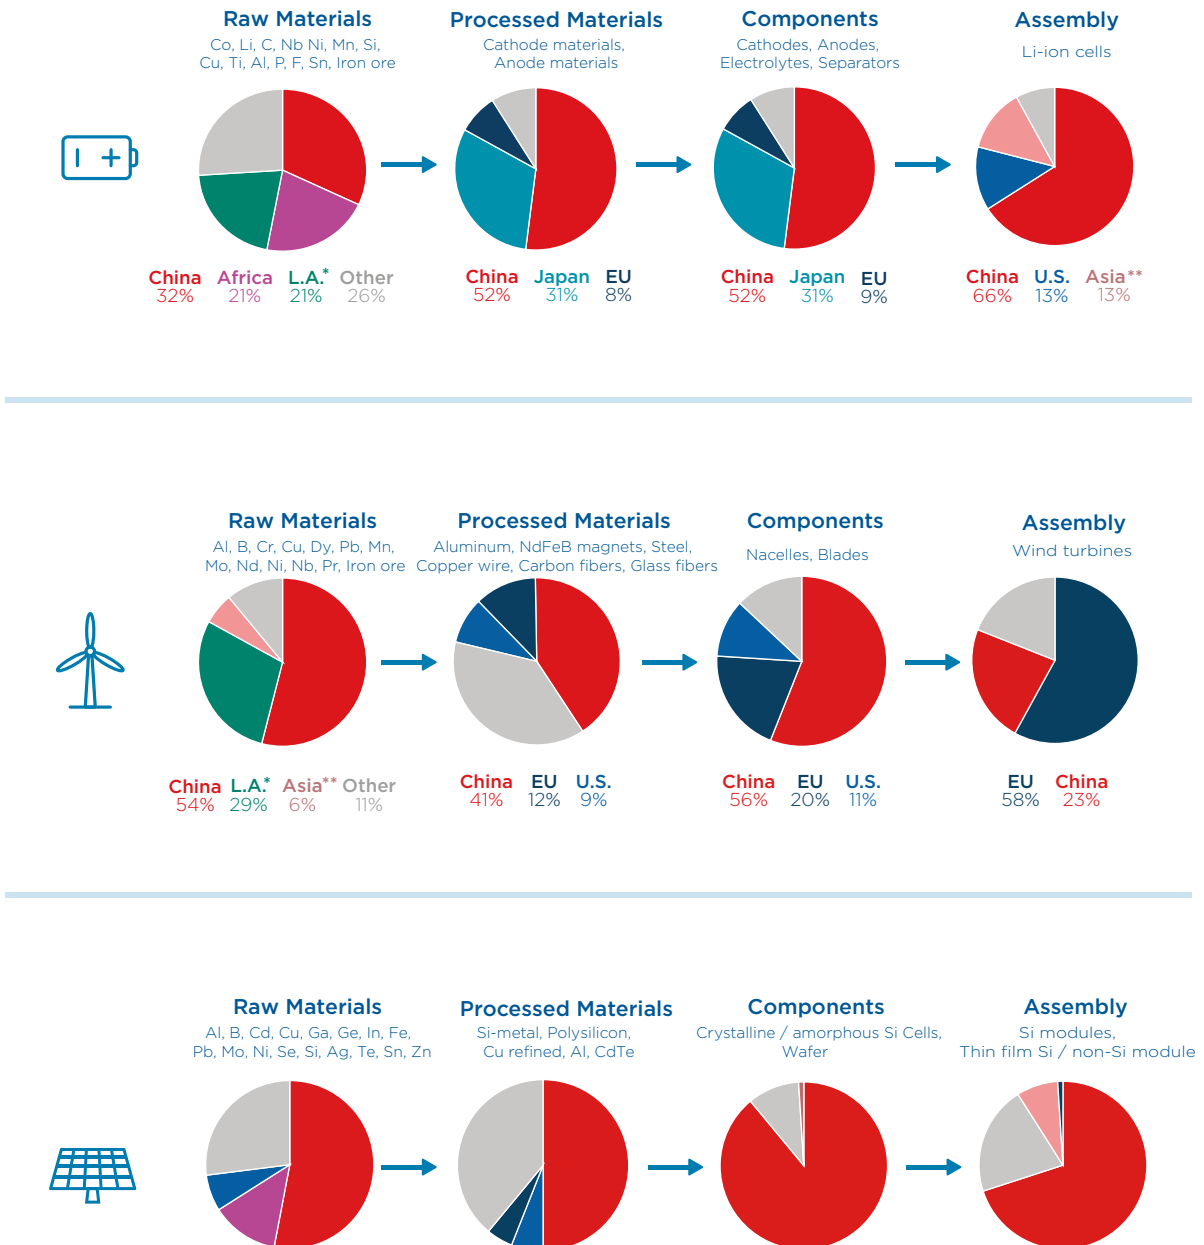 Raw Materials
Co, Li, C, Nb Ni, Mn, Si,
Cu, Ti, Al, P, F, Sn, Iron ore
Processed Materials
Cathode materials,
Anode materials
Components
Cathodes, Anodes,
Electrolytes, Separators
Assembly
Li-ion cells
China Africa L.A.* Other
32% 21% 21% 26%
China Japan EU
52% 31% 8%
China Japan EU
52% 31% 9%
China U.S. Asia**
66% 13% 13%
Raw Materials
Al, B, Cr, Cu, Dy, Pb, Mn,
Mo, Nd, Ni, Nb, Pr, Iron ore
Processed Materials
Aluminum, NdFeB magnets, Steel,
Copper wire, Carbon fibers, Glass fibers
Components
Nacelles, Blades
Assembly
Wind turbines
China L.A.* Asia** Other
54% 29% 6% 11%
China EU U.S.
41% 12% 9%
China EU U.S.
56% 20% 11%
EU China
58% 23%
Raw Materials
Al, B, Cd, Cu, Ga, Ge, In, Fe,
Pb, Mo, Ni, Se, Si, Ag, Te, Sn, Zn
Processed Materials
Si-metal, Polysilicon,
Cu refined, Al, CdTe
Components
Crystalline / amorphous Si Cells,
Wafer
Assembly
Si modules,
Thin film Si / non-Si module